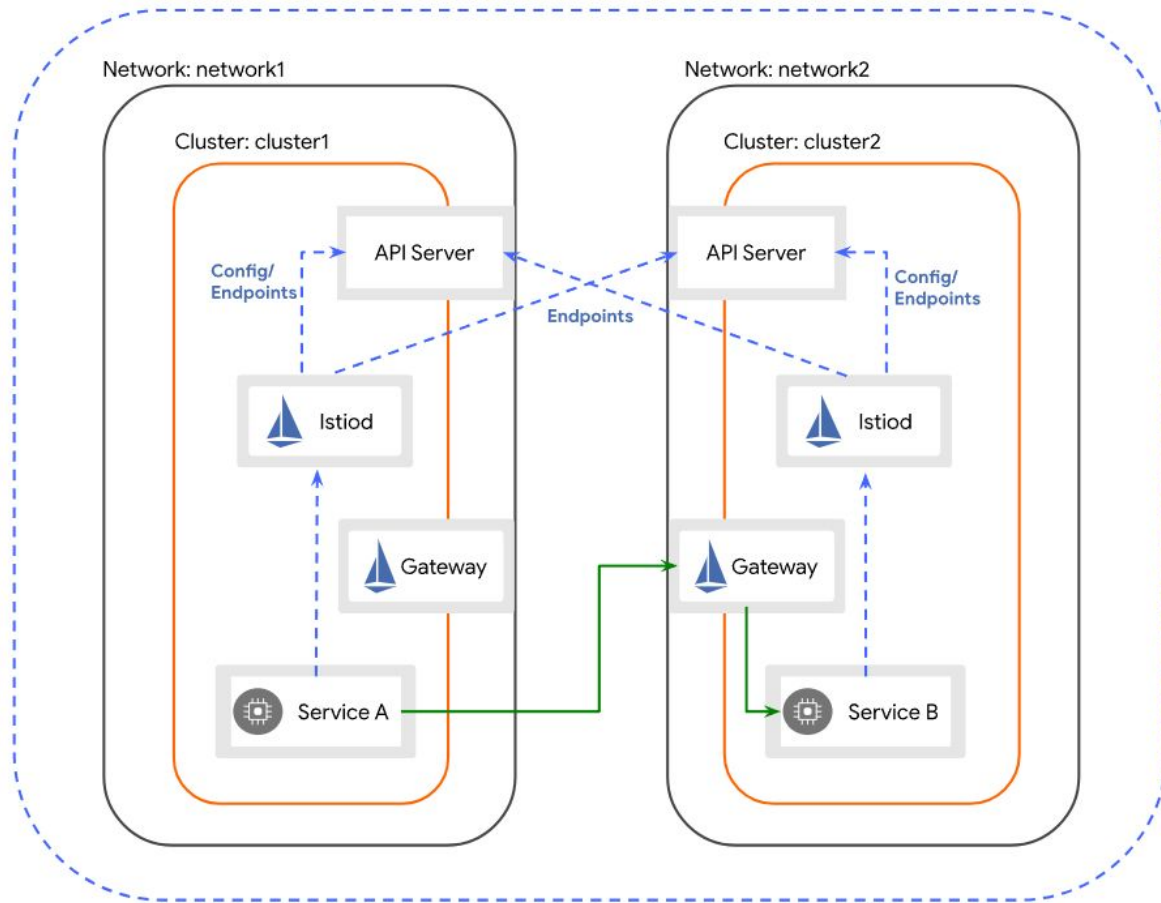 Network: network1
Network: network2
Cluster: cluster1
Cluster: cluster2
API Server
API Server
Config/
Endpoints
Endpoints
Config/
Endpoints
Istiod
Istiod
Gateway
Gateway
Service A
Service B